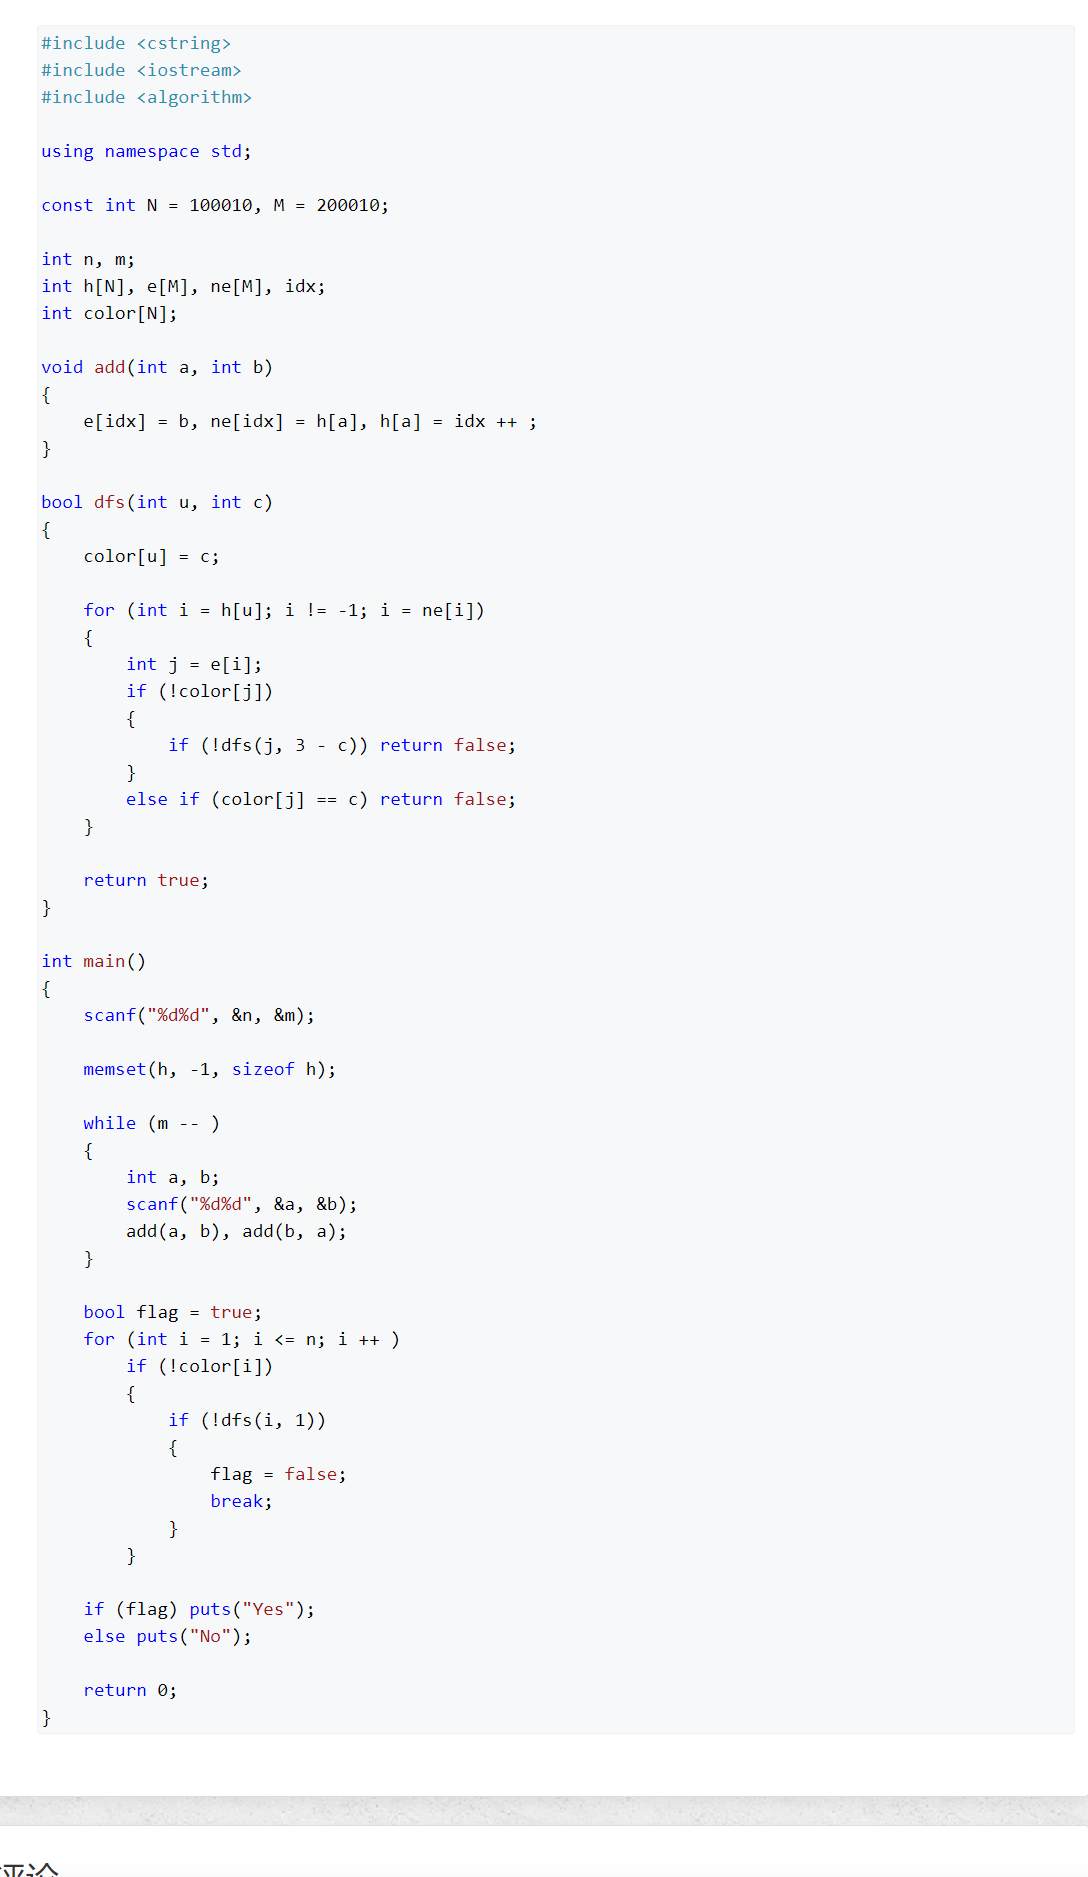 #include <cstring>
#include <iostream>
#include <algorithm>
using namespace std;
const int N = 100010, M = 200010;
int n, m;
int h[N], e[M], ne[M], idx;
int color[N];
void add(int a, int b)
{
e[idx] = b, ne[idx] = h[a], h[a] = idx ++ ;
}
bool dfs(int u, int c)
{
color[u] = c;
for (int i = h[u]; i != -1; i = ne[i])
{
int j = e[i];
if (!color[j])
{
if (!dfs(j, 3 - c)) return false;
}
else if (color[j] == c) return false;
}
return true;
}
int main()
{
scanf("%d%d", &n, &m);
memset(h, -1, sizeof h);
while (m -- )
{
int a, b;
scanf("%d%d", &a, &b);
add(a, b), add(b, a);
}
bool flag = true;
for (int i = 1; i <= n; i ++ )
if (!color[i])
{
if (!dfs(i, 1))
{
flag = false;
break;
}
}
if (flag) puts("Yes");
else puts("No");
return 0;
}
评论